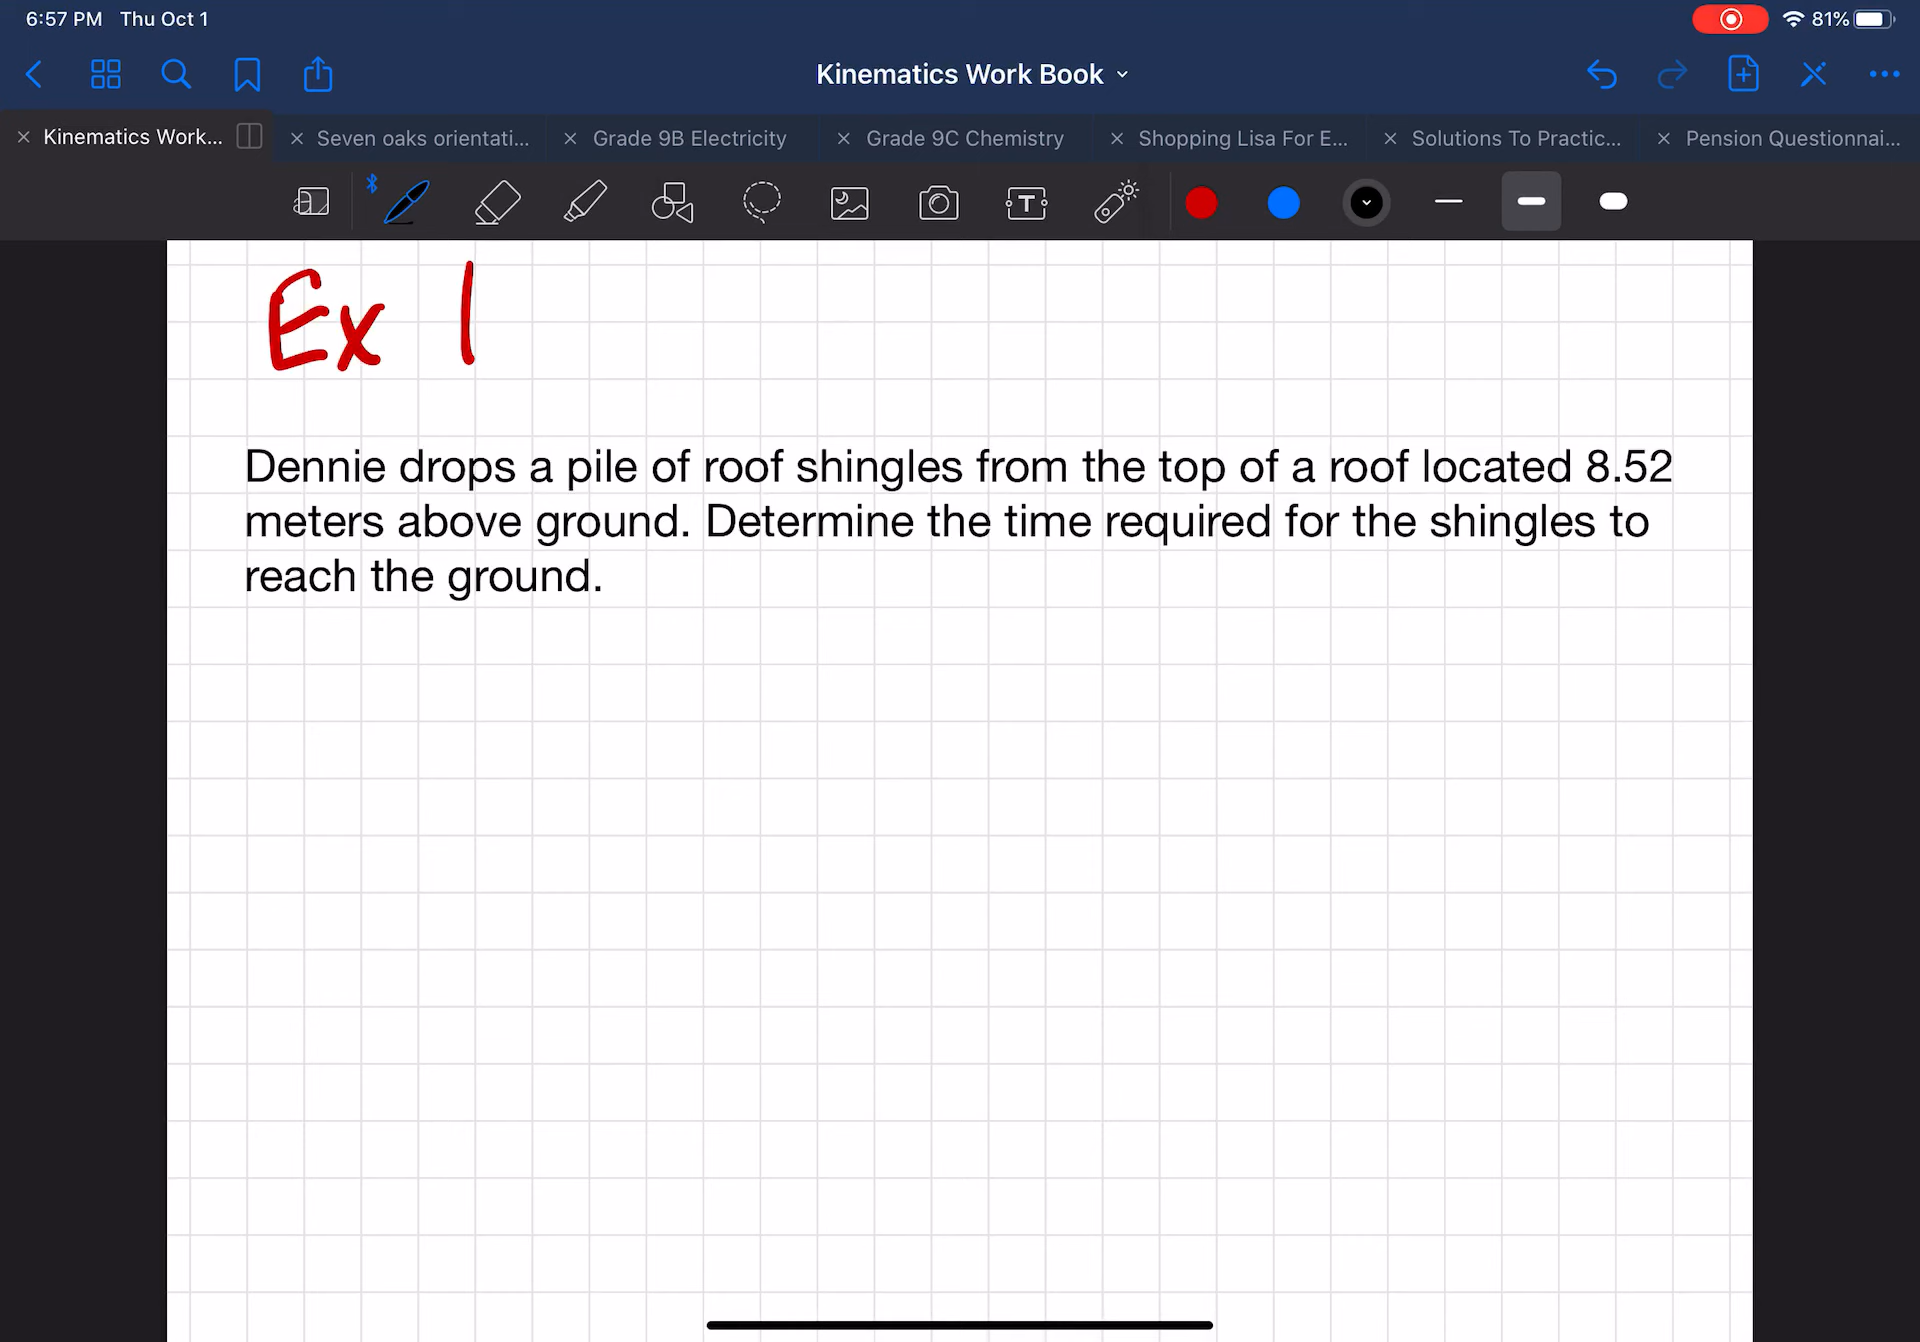 6:57 PM Thu Oct 1 81%
Kinematics Work Book
Kinematics Work... Seven oaks orientati... Grade 9B Electricity Grade 9C Chemistry Shopping Lisa For E... Solutions To Practic... Pension Questionnai...
Ex 1
Dennie drops a pile of roof shingles from the top of a roof located 8.52
meters above ground. Determine the time required for the shingles to
reach the ground.